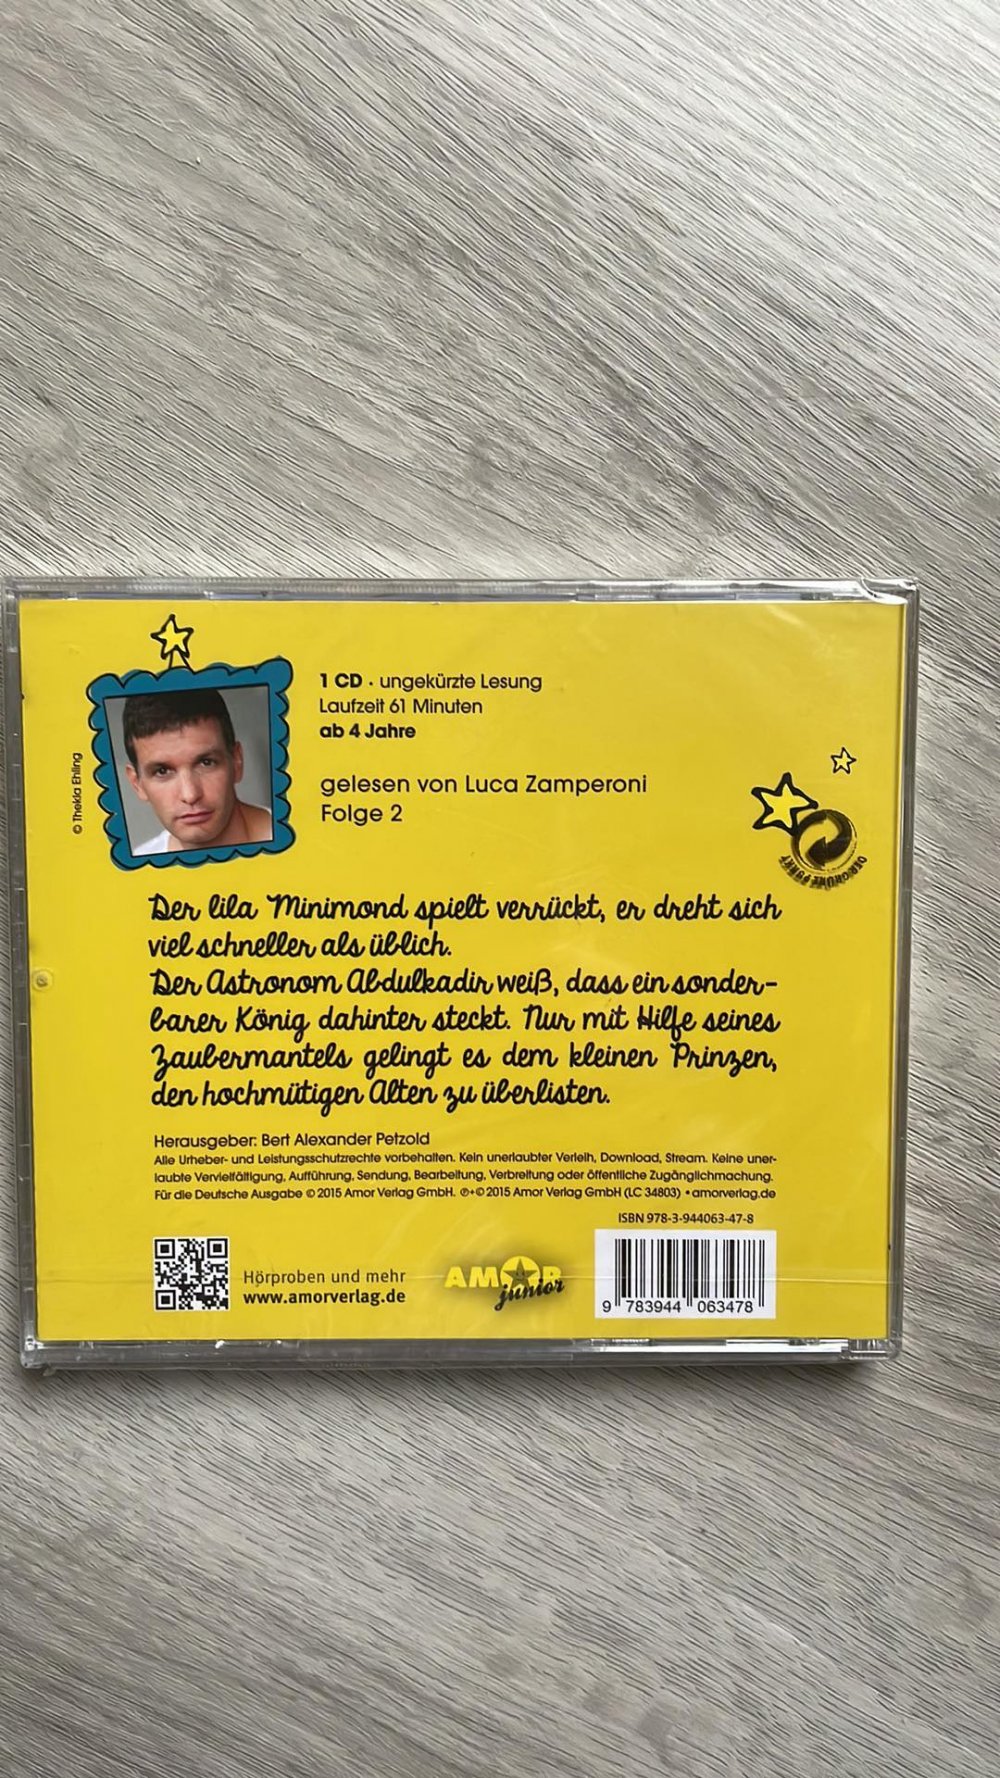 © Thekla Ehling
1 CD · ungekürzte Lesung
Laufzeit 61 Minuten
ab 4 Jahre
gelesen von Luca Zamperoni
Folge 2
DER GRÜNE PUNKT
Der lila Minimond spielt verrückt, er dreht sich
viel schneller als üblich.
Der Astronom Abdulkadir weiß, dass ein sonder-
barer König dahinter steckt. Nur mit Hilfe seines
Zaubermantels gelingt es dem kleinen Prinzen,
den hochmütigen Alten zu überlisten.
Herausgeber: Bert Alexander Petzold
Alle Urheber- und Leistungsschutzrechte vorbehalten. Kein unerlaubter Verleih, Download, Stream. Keine uner-
laubte Vervielfältigung, Aufführung, Sendung, Bearbeitung, Verbreitung oder öffentliche Zugänglichmachung.
Für die Deutsche Ausgabe © 2015 Amor Verlag GmbH. ℗+© 2015 Amor Verlag GmbH (LC 34803) • amorverlag.de
ISBN 978-3-944063-47-8
Hörproben und mehr
www.amorverlag.de
AMOR
junior
9 783944 063478